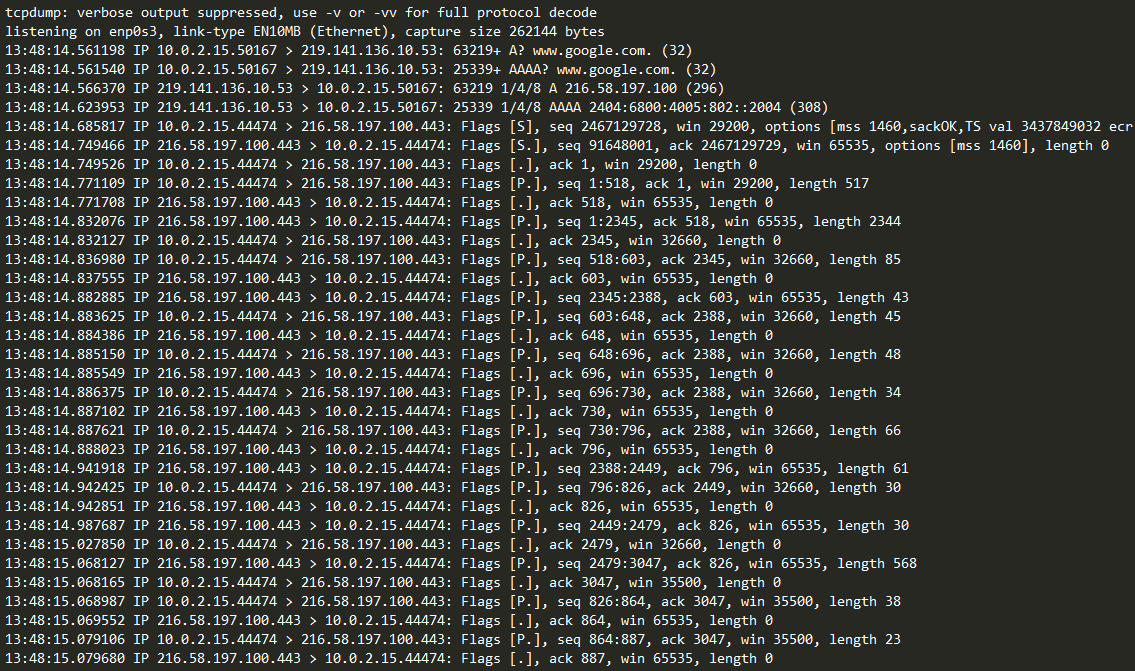 tcpdump: verbose output suppressed, use -v or -vv for full protocol decode
listening on enp0s3, link-type EN10MB (Ethernet), capture size 262144 bytes
13:48:14.561198 IP 10.0.2.15.50167 > 219.141.136.10.53: 63219+ A? www.google.com. (32)
13:48:14.561540 IP 10.0.2.15.50167 > 219.141.136.10.53: 25339+ AAAA? www.google.com. (32)
13:48:14.566370 IP 219.141.136.10.53 > 10.0.2.15.50167: 63219 1/4/8 A 216.58.197.100 (296)
13:48:14.623953 IP 219.141.136.10.53 > 10.0.2.15.50167: 25339 1/4/8 AAAA 2404:6800:4005:802::2004 (308)
13:48:14.685817 IP 10.0.2.15.44474 > 216.58.197.100.443: Flags [S], seq 2467129728, win 29200, options [mss 1460,sackOK,TS val 3437849032 ecr
13:48:14.749466 IP 216.58.197.100.443 > 10.0.2.15.44474: Flags [S.], seq 91648001, ack 2467129729, win 65535, options [mss 1460], length 0
13:48:14.749526 IP 10.0.2.15.44474 > 216.58.197.100.443: Flags [.], ack 1, win 29200, length 0
13:48:14.771109 IP 10.0.2.15.44474 > 216.58.197.100.443: Flags [P.], seq 1:518, ack 1, win 29200, length 517
13:48:14.771708 IP 216.58.197.100.443 > 10.0.2.15.44474: Flags [.], ack 518, win 65535, length 0
13:48:14.832076 IP 216.58.197.100.443 > 10.0.2.15.44474: Flags [P.], seq 1:2345, ack 518, win 65535, length 2344
13:48:14.832127 IP 10.0.2.15.44474 > 216.58.197.100.443: Flags [.], ack 2345, win 32660, length 0
13:48:14.836980 IP 10.0.2.15.44474 > 216.58.197.100.443: Flags [P.], seq 518:603, ack 2345, win 32660, length 85
13:48:14.837555 IP 216.58.197.100.443 > 10.0.2.15.44474: Flags [.], ack 603, win 65535, length 0
13:48:14.882885 IP 216.58.197.100.443 > 10.0.2.15.44474: Flags [P.], seq 2345:2388, ack 603, win 65535, length 43
13:48:14.883625 IP 10.0.2.15.44474 > 216.58.197.100.443: Flags [P.], seq 603:648, ack 2388, win 32660, length 45
13:48:14.884386 IP 216.58.197.100.443 > 10.0.2.15.44474: Flags [.], ack 648, win 65535, length 0
13:48:14.885150 IP 10.0.2.15.44474 > 216.58.197.100.443: Flags [P.], seq 648:696, ack 2388, win 32660, length 48
13:48:14.885549 IP 216.58.197.100.443 > 10.0.2.15.44474: Flags [.], ack 696, win 65535, length 0
13:48:14.886375 IP 10.0.2.15.44474 > 216.58.197.100.443: Flags [P.], seq 696:730, ack 2388, win 32660, length 34
13:48:14.887102 IP 216.58.197.100.443 > 10.0.2.15.44474: Flags [.], ack 730, win 65535, length 0
13:48:14.887621 IP 10.0.2.15.44474 > 216.58.197.100.443: Flags [P.], seq 730:796, ack 2388, win 32660, length 66
13:48:14.888023 IP 216.58.197.100.443 > 10.0.2.15.44474: Flags [.], ack 796, win 65535, length 0
13:48:14.941918 IP 216.58.197.100.443 > 10.0.2.15.44474: Flags [P.], seq 2388:2449, ack 796, win 65535, length 61
13:48:14.942425 IP 10.0.2.15.44474 > 216.58.197.100.443: Flags [P.], seq 796:826, ack 2449, win 32660, length 30
13:48:14.942851 IP 216.58.197.100.443 > 10.0.2.15.44474: Flags [.], ack 826, win 65535, length 0
13:48:14.987687 IP 216.58.197.100.443 > 10.0.2.15.44474: Flags [P.], seq 2449:2479, ack 826, win 65535, length 30
13:48:15.027850 IP 10.0.2.15.44474 > 216.58.197.100.443: Flags [.], ack 2479, win 32660, length 0
13:48:15.068127 IP 216.58.197.100.443 > 10.0.2.15.44474: Flags [P.], seq 2479:3047, ack 826, win 65535, length 568
13:48:15.068165 IP 10.0.2.15.44474 > 216.58.197.100.443: Flags [.], ack 3047, win 35500, length 0
13:48:15.068987 IP 10.0.2.15.44474 > 216.58.197.100.443: Flags [P.], seq 826:864, ack 3047, win 35500, length 38
13:48:15.069552 IP 216.58.197.100.443 > 10.0.2.15.44474: Flags [.], ack 864, win 65535, length 0
13:48:15.079106 IP 10.0.2.15.44474 > 216.58.197.100.443: Flags [P.], seq 864:887, ack 3047, win 35500, length 23
13:48:15.079680 IP 216.58.197.100.443 > 10.0.2.15.44474: Flags [.], ack 887, win 65535, length 0